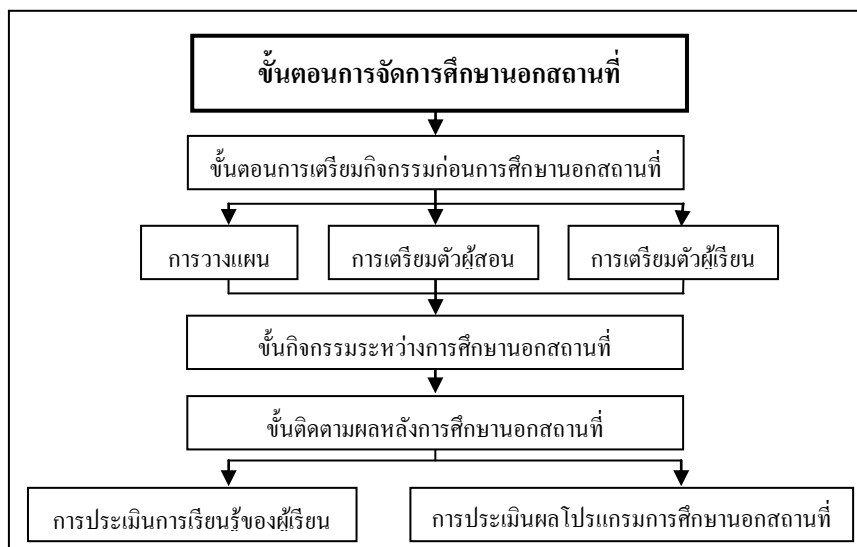 ขั้นตอนการจัดการศึกษานอกสถานที่
ขั้นตอนการเตรียมกิจกรรมก่อนการศึกษานอกสถานที่
การวางแผน
การเตรียมตัวผู้สอน
การเตรียมตัวผู้เรียน
ขั้นกิจกรรมระหว่างการศึกษานอกสถานที่
ขั้นติดตามผลหลังการศึกษานอกสถานที่
การประเมินการเรียนรู้ของผู้เรียน
การประเมินผลโปรแกรมการศึกษานอกสถานที่